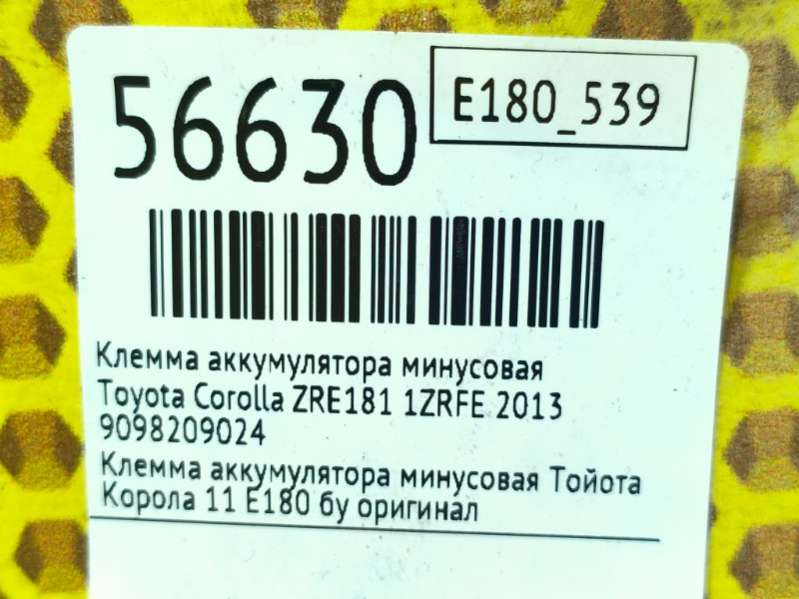 56630
E180_539
Клемма аккумулятора минусовая
Toyota Corolla ZRE181 1ZRFE 2013
9098209024
Клемма аккумулятора минусовая Тойота
Корола 11 Е180 бу оригинал